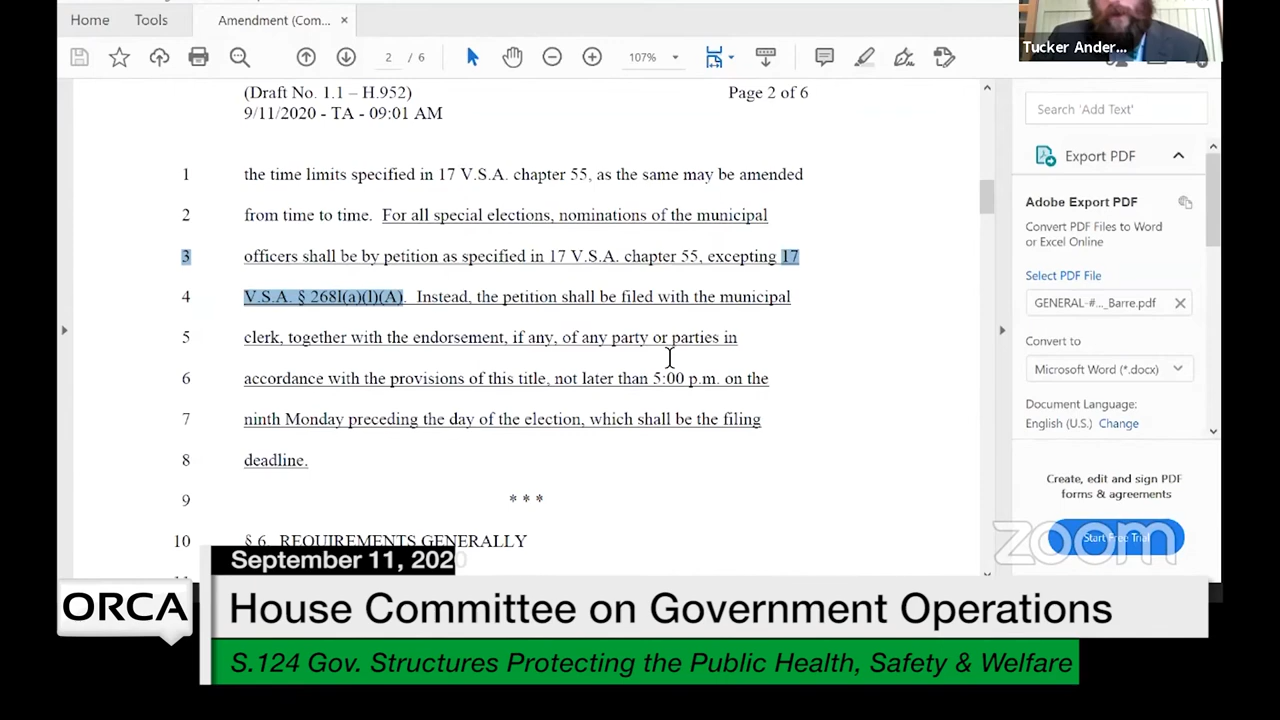 Home Tools Amendment (Com... ×
2 / 6 107%
Tucker Ander...
(Draft No. 1.1 – H.952) Page 2 of 6
9/11/2020 - TA - 09:01 AM
1 the time limits specified in 17 V.S.A. chapter 55, as the same may be amended
2 from time to time. For all special elections, nominations of the municipal
3 officers shall be by petition as specified in 17 V.S.A. chapter 55, excepting 17
4 V.S.A. § 2681(a)(1)(A). Instead, the petition shall be filed with the municipal
5 clerk, together with the endorsement, if any, of any party or parties in
6 accordance with the provisions of this title, not later than 5:00 p.m. on the
7 ninth Monday preceding the day of the election, which shall be the filing
8 deadline.
9 * * *
10 § 6. REQUIREMENTS GENERALLY
Search 'Add Text'
Export PDF
Adobe Export PDF
Convert PDF Files to Word
or Excel Online
Select PDF File
GENERAL-#..._Barre.pdf
Convert to
Microsoft Word (*.docx)
Document Language:
English (U.S.) Change
Create, edit and sign PDF
forms & agreements
Start Free Trial
zoom
September 11, 2020
ORCA
House Committee on Government Operations
S.124 Gov. Structures Protecting the Public Health, Safety & Welfare